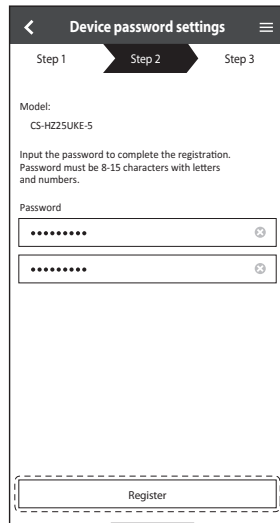 Device password settings
Step 1
Step 2
Step 3
Model:
CS-HZ25UKE-5
Input the password to complete the registration.
Password must be 8-15 characters with letters
and numbers.
Password
•••••••••
•••••••••
Register